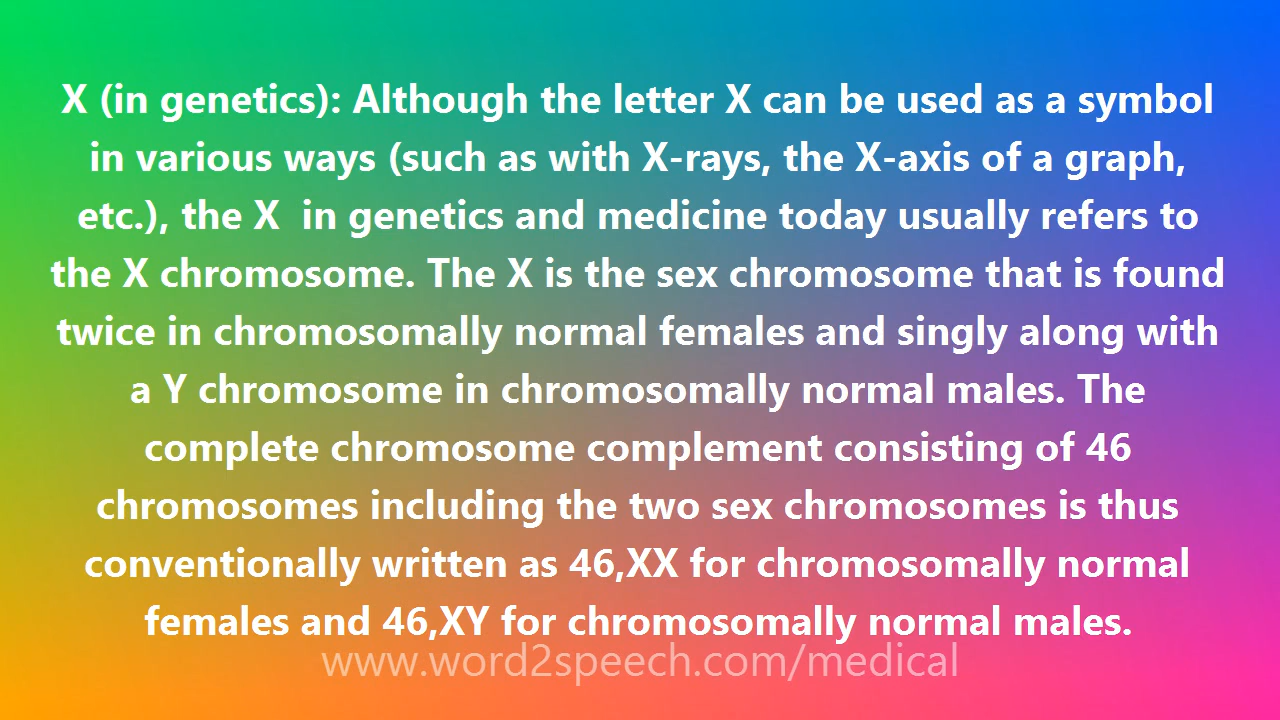 X (in genetics): Although the letter X can be used as a symbol
in various ways (such as with X-rays, the X-axis of a graph,
etc.), the X  in genetics and medicine today usually refers to
the X chromosome. The X is the sex chromosome that is found
twice in chromosomally normal females and singly along with
a Y chromosome in chromosomally normal males. The
complete chromosome complement consisting of 46
chromosomes including the two sex chromosomes is thus
conventionally written as 46,XX for chromosomally normal
females and 46,XY for chromosomally normal males.
www.word2speech.com/medical